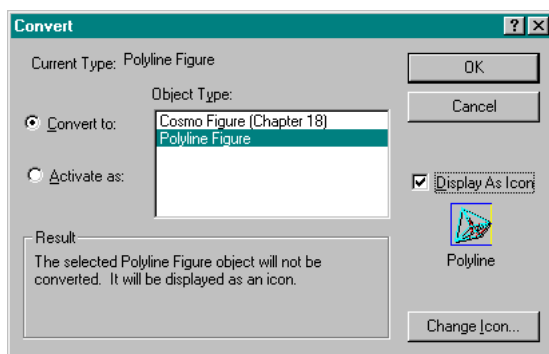 Convert
Current Type: Polyline Figure
OK
Object Type:
Cancel
Convert to:
Cosmo Figure (Chapter 18)
Polyline Figure
Activate as:
Display As Icon
Result
The selected Polyline Figure object will not be
converted. It will be displayed as an icon.
Polyline
Change Icon...